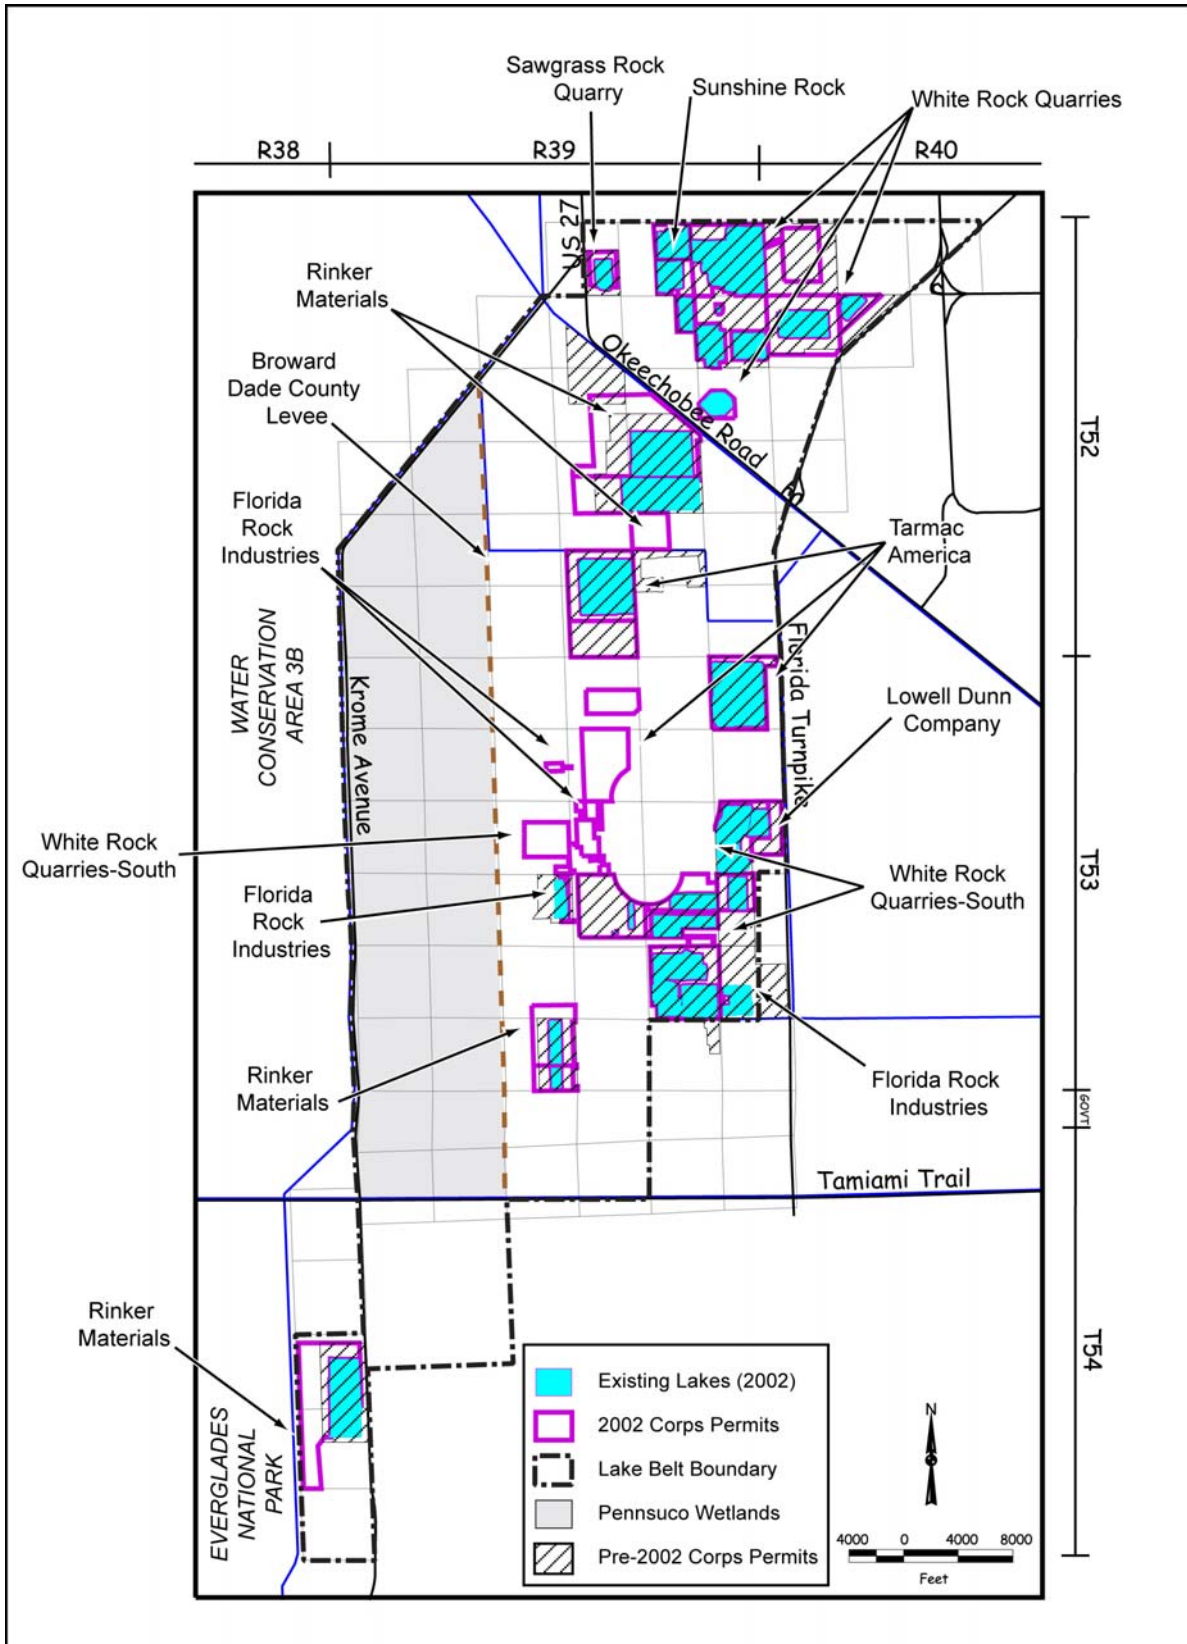 Sawgrass Rock
Quarry
Sunshine Rock
White Rock Quarries
R38
R39
R40
US 27
Rinker
Materials
Broward
Dade County
Levee
Okeechobee Road
T52
Florida
Rock
Industries
Tarmac
America
WATER
CONSERVATION
AREA 3B
Krome Avenue
Florida Turnpike
Lowell Dunn
Company
White Rock
Quarries-South
T53
White Rock
Quarries-South
Florida
Rock
Industries
Rinker
Materials
Florida Rock
Industries
GOVT
Tamiami Trail
Rinker
Materials
T54
EVERGLADES
NATIONAL
PARK
Existing Lakes (2002)
2002 Corps Permits
Lake Belt Boundary
Pennsuco Wetlands
Pre-2002 Corps Permits
N
4000 0 4000 8000
Feet